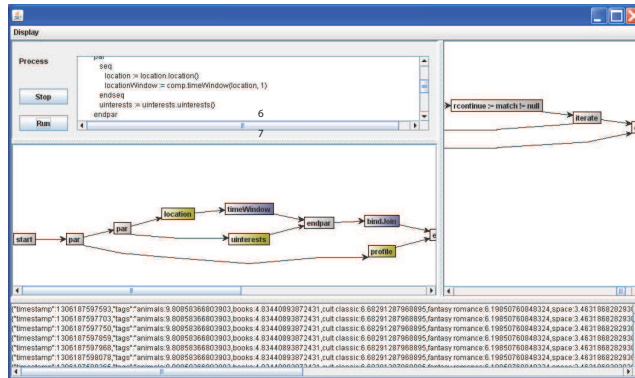 Display
Process
par
seq
location := location.location()
locationWindow := comp.timeWindow(location, 1)
endseq
uinterests := uinterests.uinterests()
endpar
Stop
Run
6
7
rcontinue := match != null
iterate
start
par
par
location
timeWindow
uinterests
endpar
bindJoin
profile
e
{"timestamp":1306187597593,"tags":"animals:9.80858366803903,books:4.83440893872431,cult classic:6.68291287968895,fantasy romance:6.19850760848324,space:3.4631868282930
{"timestamp":1306187597703,"tags":"animals:9.80858366803903,books:4.83440893872431,cult classic:6.68291287968895,fantasy romance:6.19850760848324,space:3.4631868282930
{"timestamp":1306187597750,"tags":"animals:9.80858366803903,books:4.83440893872431,cult classic:6.68291287968895,fantasy romance:6.19850760848324,space:3.4631868282930
{"timestamp":1306187597859,"tags":"animals:9.80858366803903,books:4.83440893872431,cult classic:6.68291287968895,fantasy romance:6.19850760848324,space:3.4631868282930
{"timestamp":1306187597968,"tags":"animals:9.80858366803903,books:4.83440893872431,cult classic:6.68291287968895,fantasy romance:6.19850760848324,space:3.4631868282930
{"timestamp":1306187598078,"tags":"animals:9.80858366803903,books:4.83440893872431,cult classic:6.68291287968895,fantasy romance:6.19850760848324,space:3.4631868282930